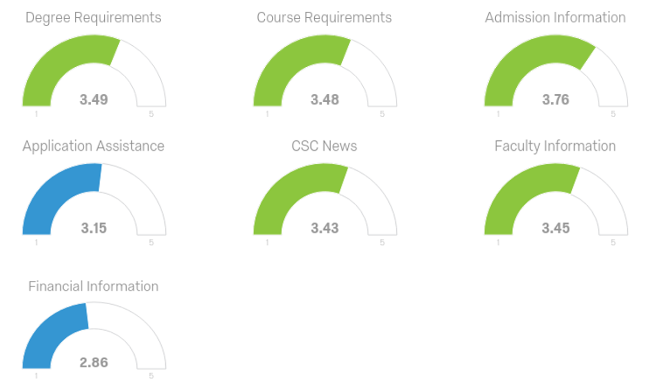 Degree Requirements
Course Requirements
Admission Information
3.49
3.48
3.76
1 5
1 5
1 5
Application Assistance
CSC News
Faculty Information
3.15
3.43
3.45
1 5
1 5
1 5
Financial Information
2.86
1 5